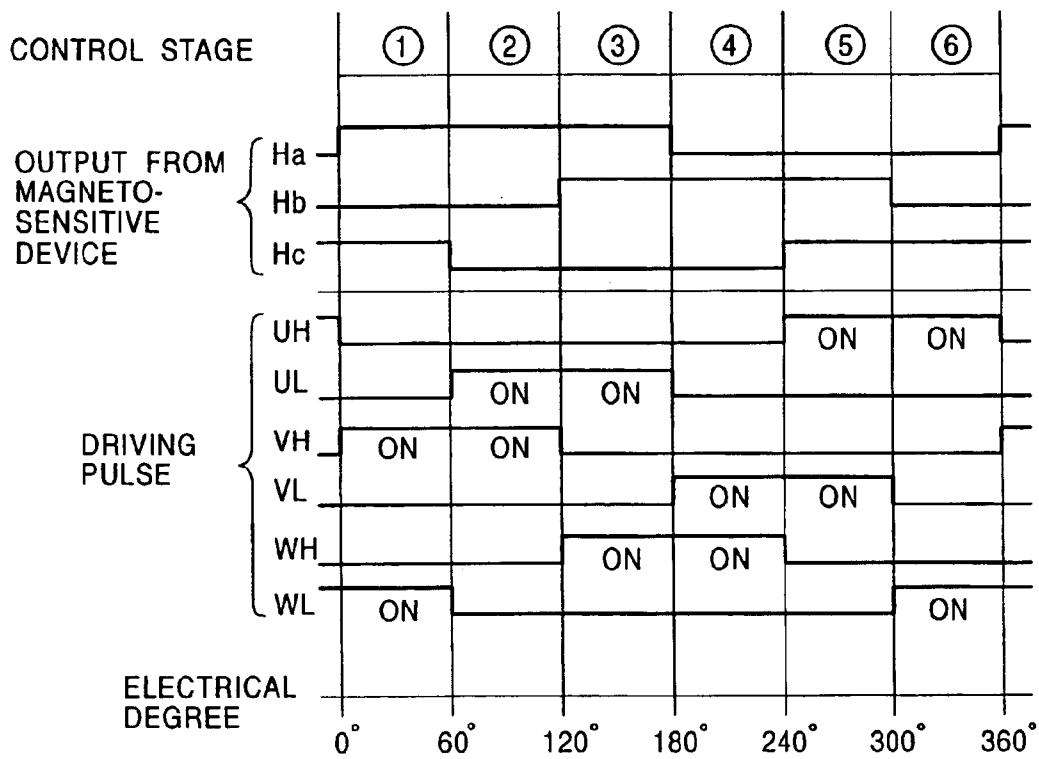 CONTROL STAGE ① ② ③ ④ ⑤ ⑥
OUTPUT FROM
MAGNETO-
SENSITIVE
DEVICE
Ha
Hb
Hc
DRIVING
PULSE
UH ON ON
UL ON ON
VH ON ON
VL ON ON
WH ON ON
WL ON ON
ELECTRICAL
DEGREE
0° 60° 120° 180° 240° 300° 360°